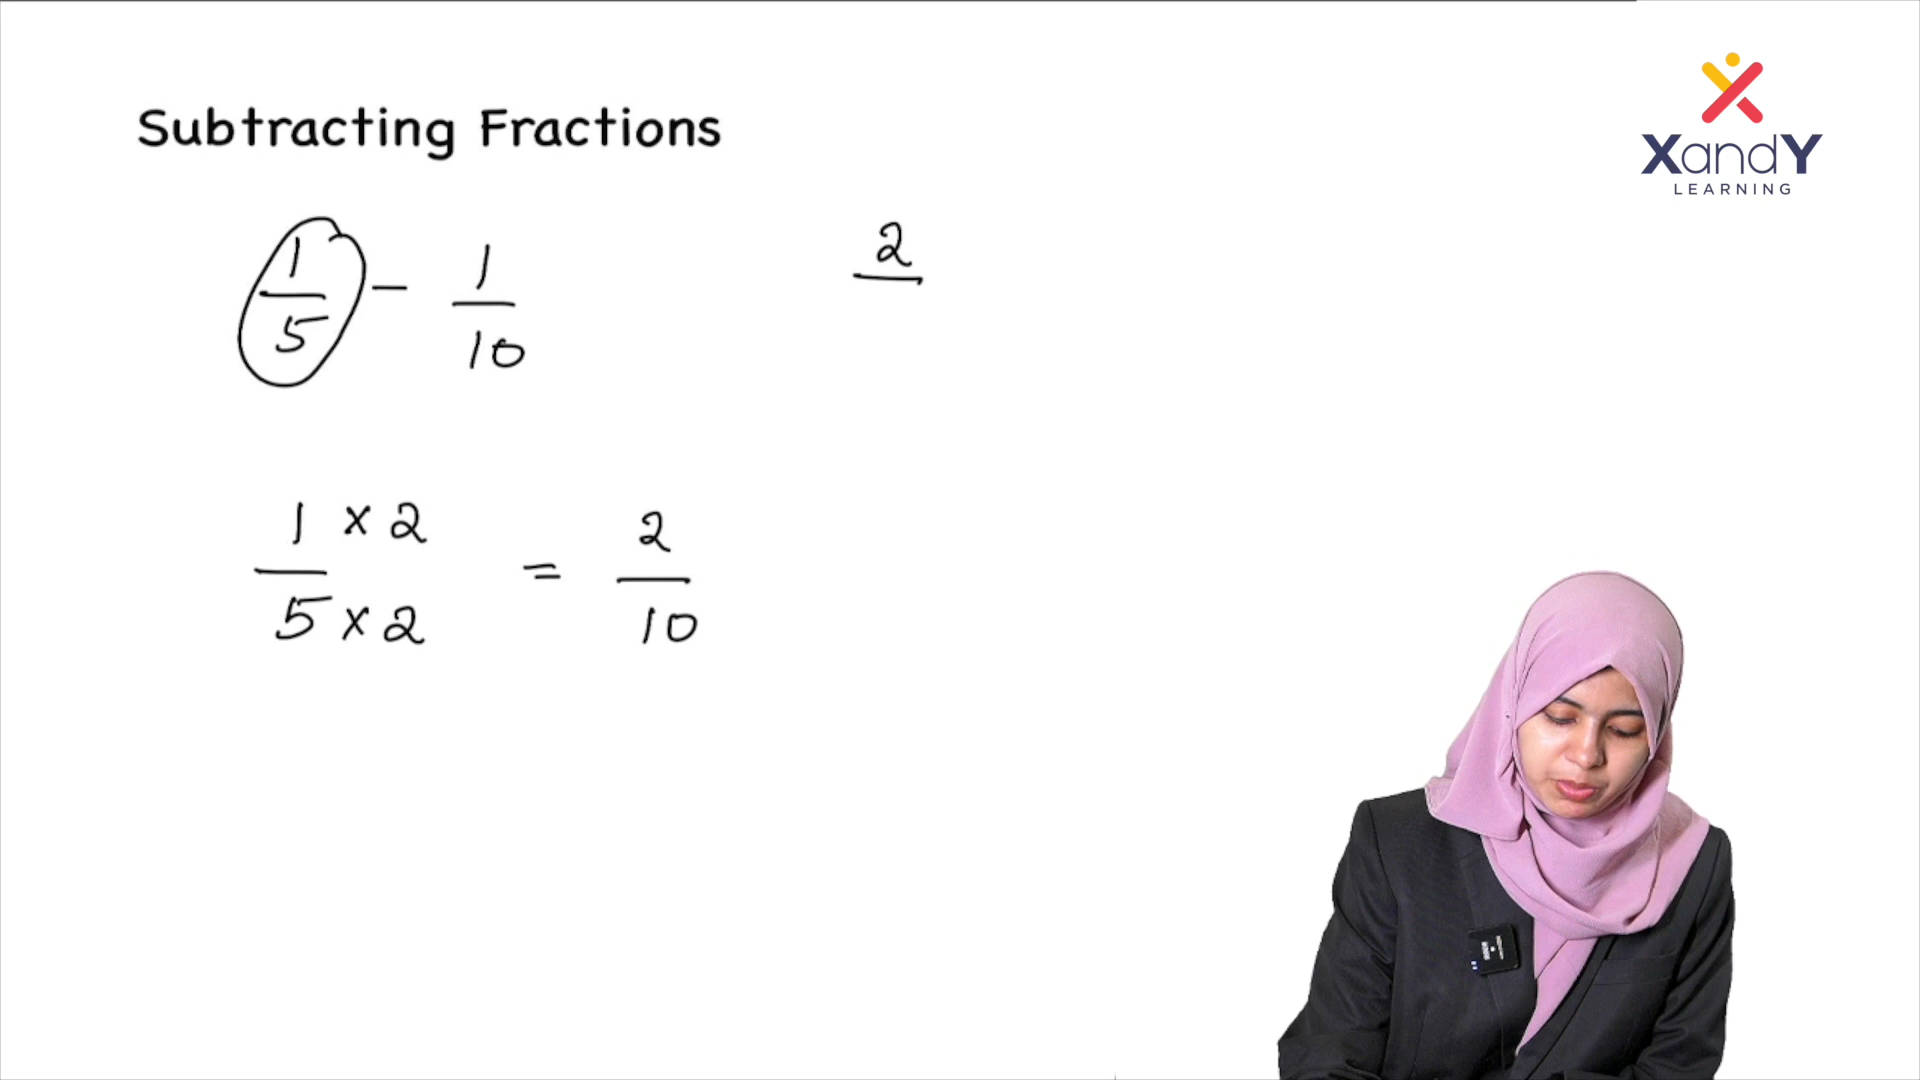 Subtracting Fractions
XandY
LEARNING
1/5 - 1/10
2
1 x 2 / 5 x 2 = 2/10